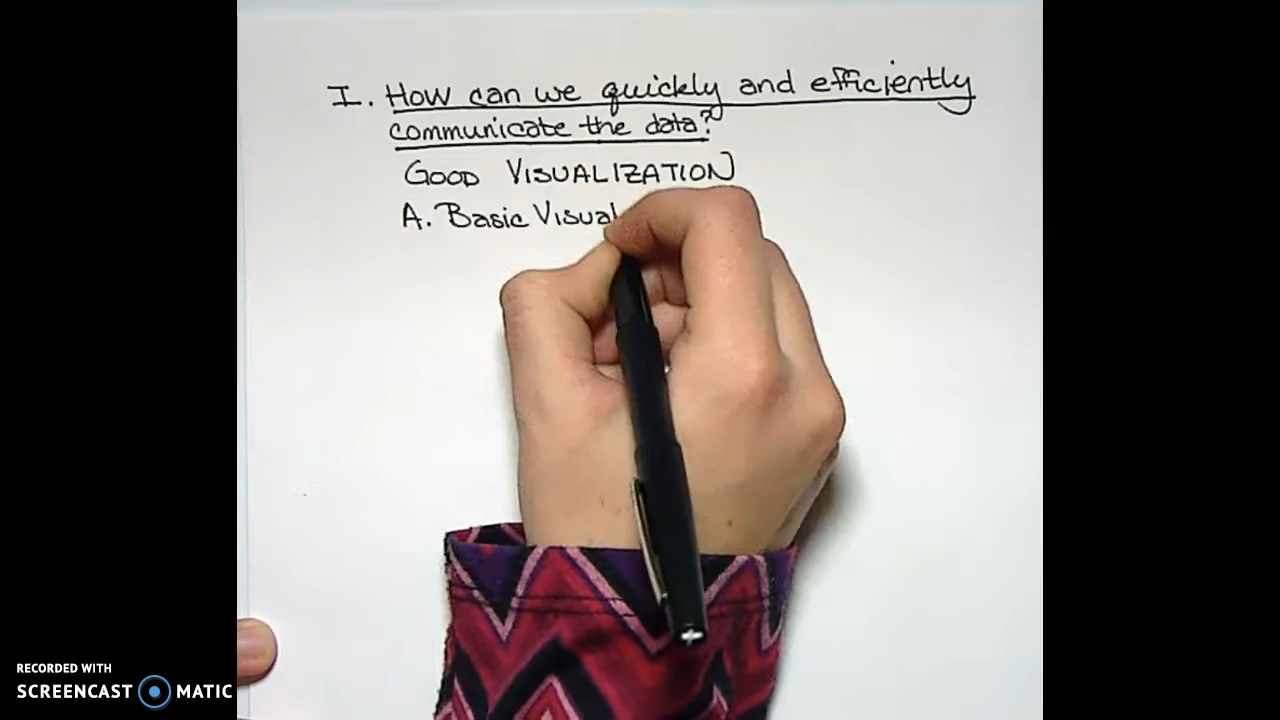 I. How can we quickly and efficiently
communicate the data?
GOOD VISUALIZATION
A. Basic Visual
RECORDED WITH
SCREENCAST MATIC